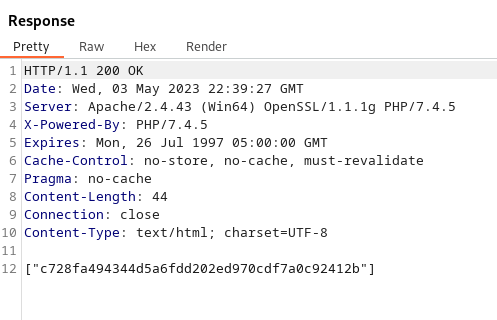 Response
Pretty Raw Hex Render
1 HTTP/1.1 200 OK
2 Date: Wed, 03 May 2023 22:39:27 GMT
3 Server: Apache/2.4.43 (Win64) OpenSSL/1.1.1g PHP/7.4.5
4 X-Powered-By: PHP/7.4.5
5 Expires: Mon, 26 Jul 1997 05:00:00 GMT
6 Cache-Control: no-store, no-cache, must-revalidate
7 Pragma: no-cache
8 Content-Length: 44
9 Connection: close
10 Content-Type: text/html; charset=UTF-8
11
12 ["c728fa494344d5a6fdd202ed970cdf7a0c92412b"]